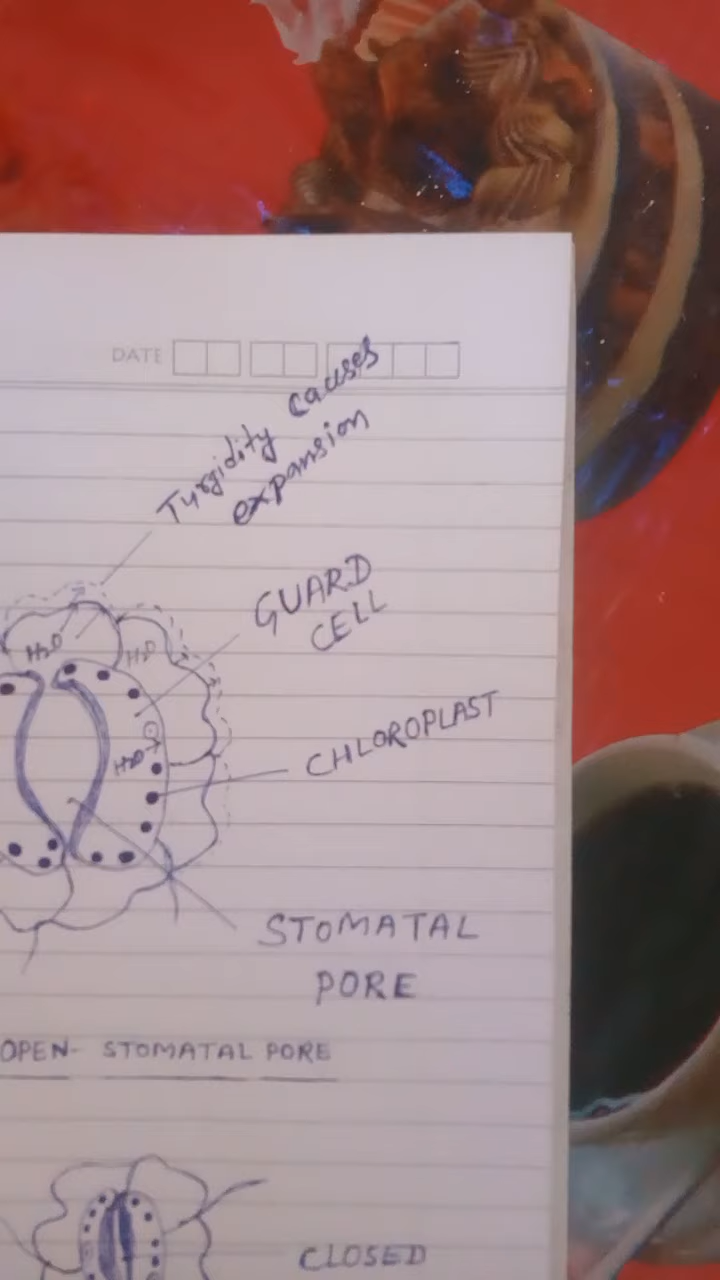 DATE
Turgidity causes
expansion
GUARD
CELL
H2O
H2O
H2O
CHLOROPLAST
STOMATAL
PORE
OPEN- STOMATAL PORE
CLOSED